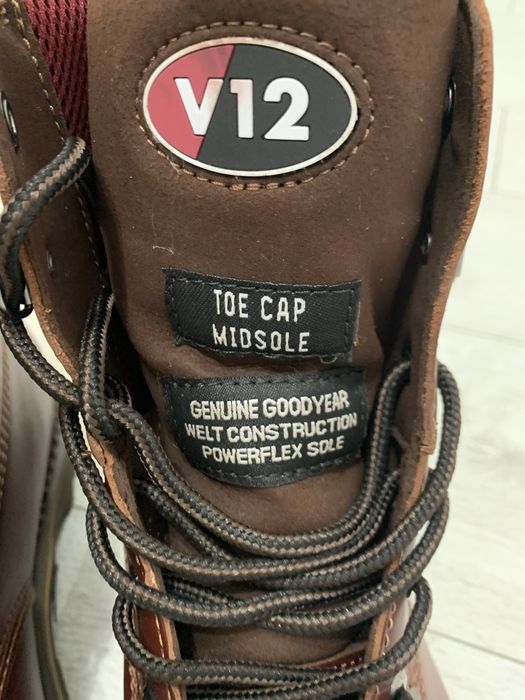 V12
TOE CAP
MIDSOLE
GENUINE GOODYEAR
WELT CONSTRUCTION
POWERFLEX SOLE